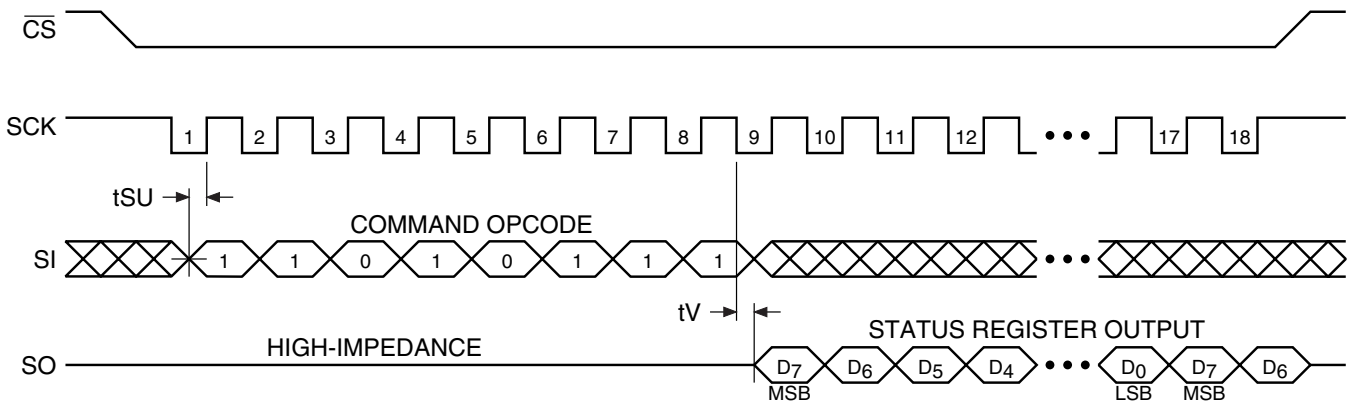 CS
SCK 1 2 3 4 5 6 7 8 9 10 11 12 17 18
tSU
COMMAND OPCODE
SI 1 1 0 1 0 1 1 1
tV
HIGH-IMPEDANCE STATUS REGISTER OUTPUT
SO D7 D6 D5 D4 D0 D7 D6
MSB LSB MSB